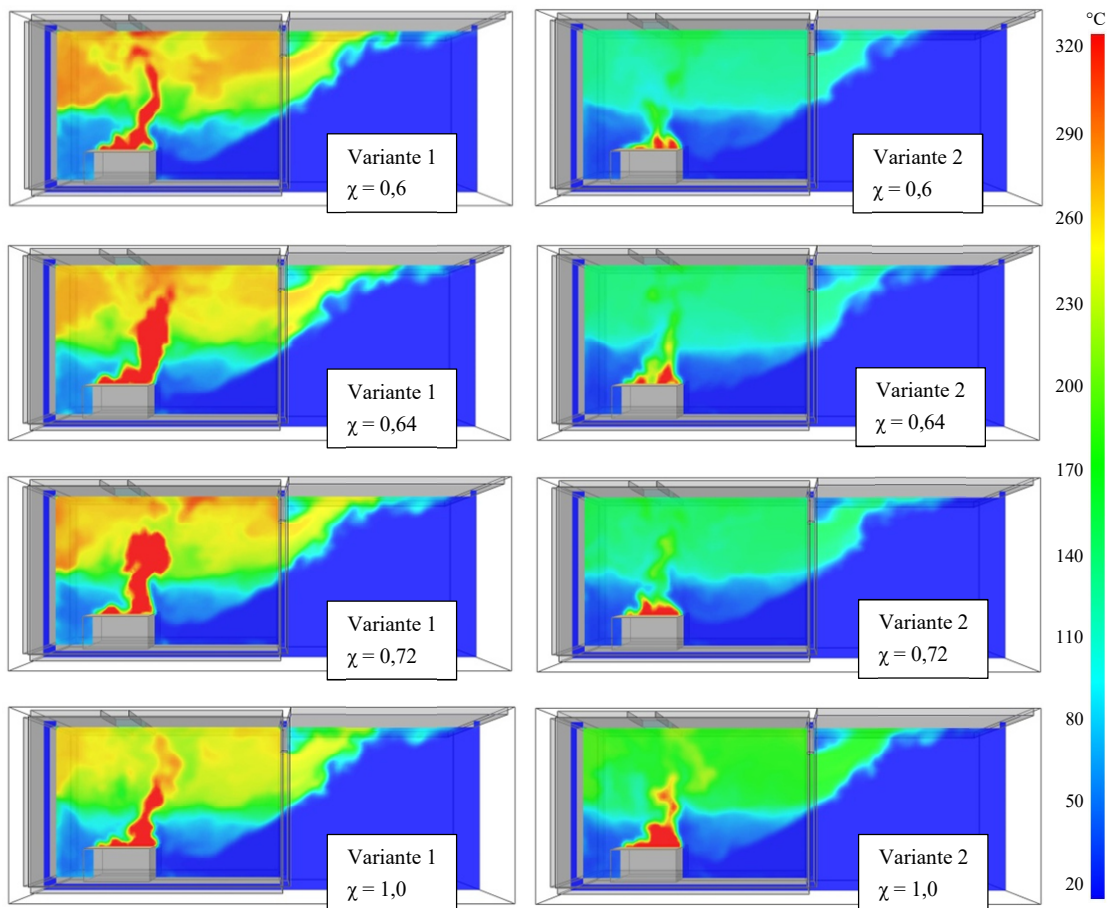 °C
320
290
260
230
200
170
140
110
80
50
20
Variante 1
χ = 0,6
Variante 2
χ = 0,6
Variante 1
χ = 0,64
Variante 2
χ = 0,64
Variante 1
χ = 0,72
Variante 2
χ = 0,72
Variante 1
χ = 1,0
Variante 2
χ = 1,0